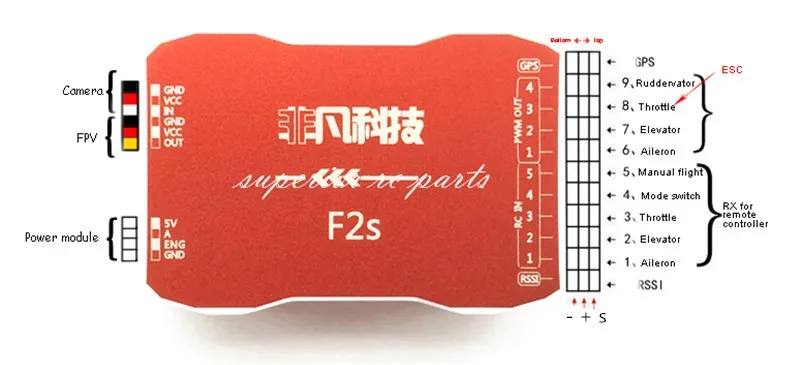 Bottom ← → Top
Camera
FPV
Power module
GND
VCC
IN
GND
VCC
OUT
5V
A
ENG
GND
非凡科技
superior rc parts
F2s
GPS
4
3
2
1
PWM OUT
5
4
3
2
1
RC IN
RSSI
GPS
9、Ruddervator
8、Throttle
7、Elevator
6、Aileron
ESC
5、Manual flight
4、Mode switch
3、Throttle
2、Elevator
1、Aileron
RX for
remote
controller
RSSI
- + S